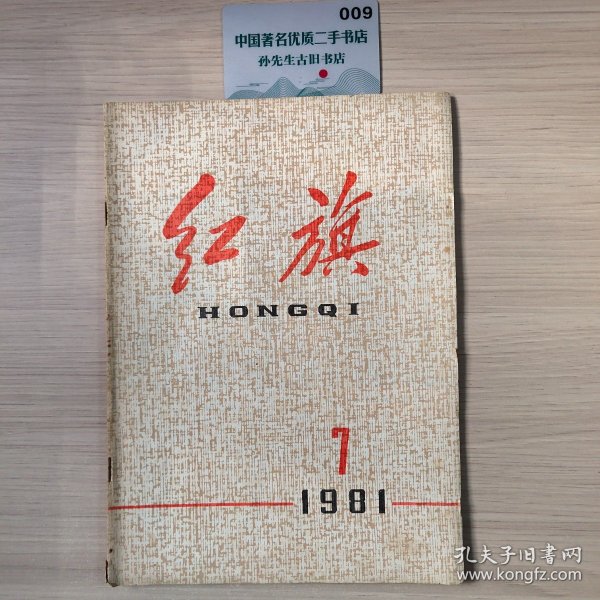 009
中国著名优质二手书店
孙先生古旧书店
红旗
HONGQI
7
1981
孔夫子旧书网
www.kongfz.com